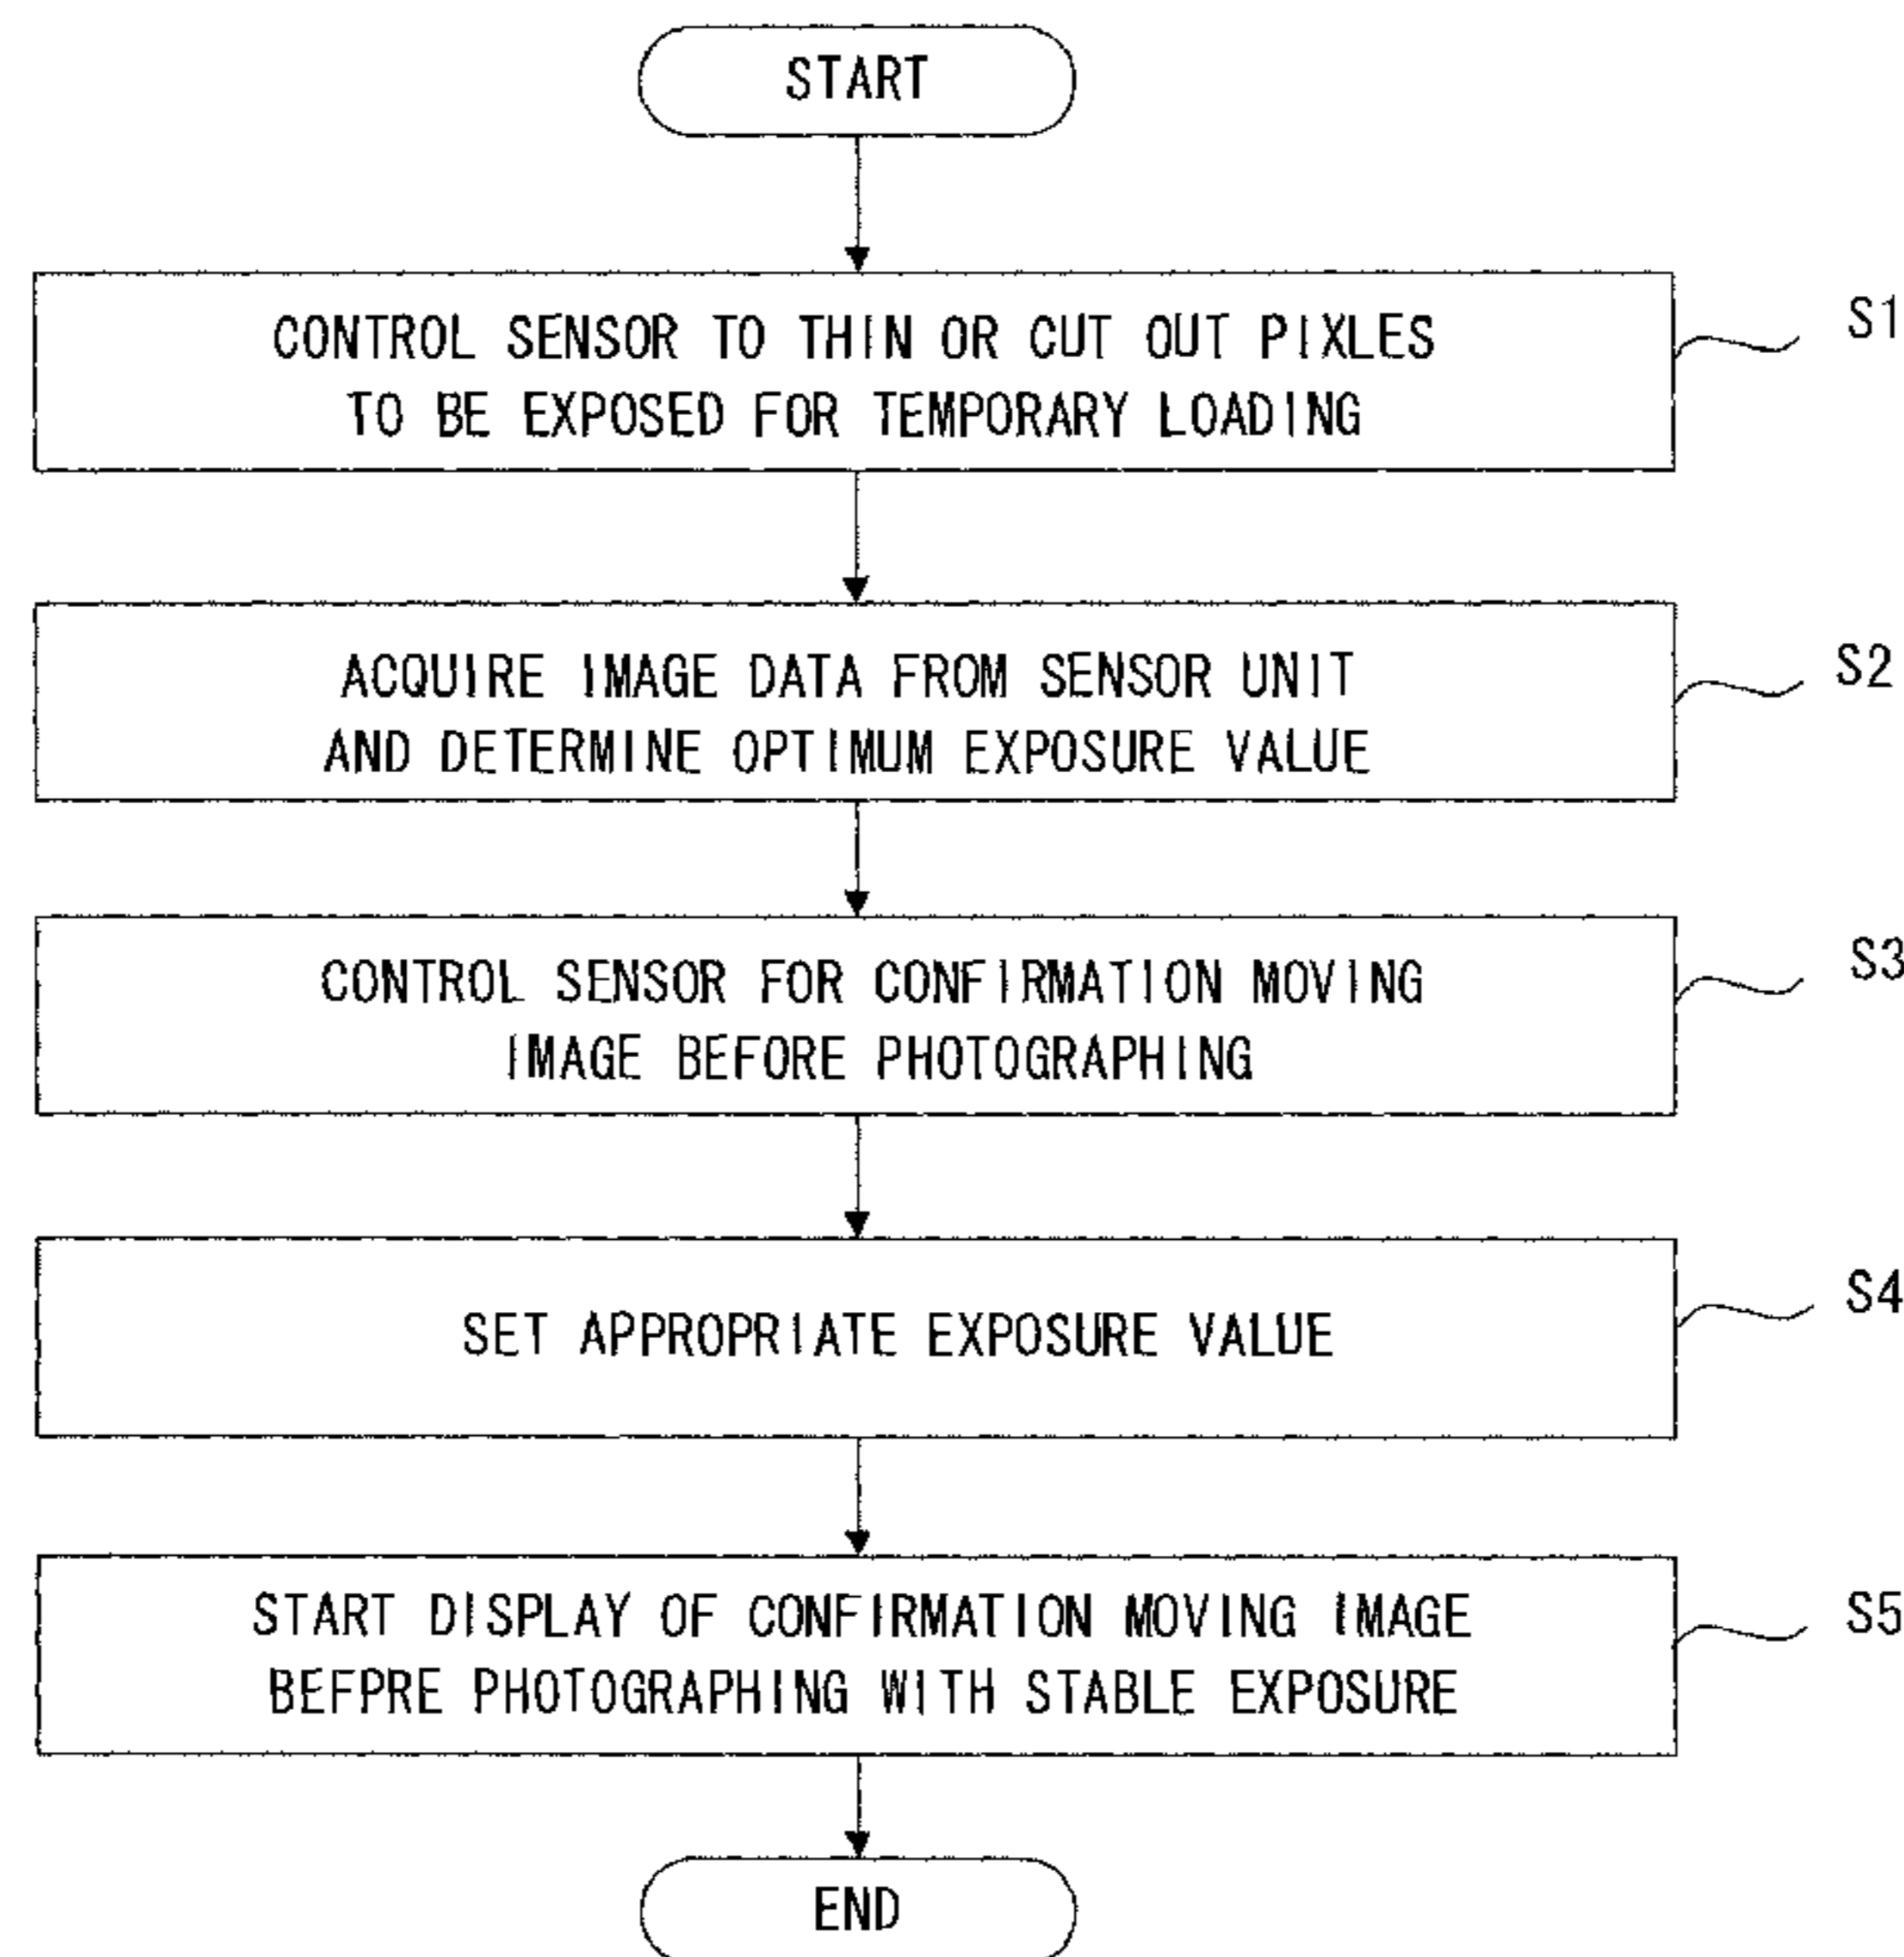 START
CONTROL SENSOR TO THIN OR CUT OUT PIXLES S1
TO BE EXPOSED FOR TEMPORARY LOADING
ACQUIRE IMAGE DATA FROM SENSOR UNIT S2
AND DETERMINE OPTIMUM EXPOSURE VALUE
CONTROL SENSOR FOR CONFIRMATION MOVING S3
IMAGE BEFORE PHOTOGRAPHING
SET APPROPRIATE EXPOSURE VALUE S4
START DISPLAY OF CONFIRMATION MOVING IMAGE S5
BEFPRE PHOTOGRAPHING WITH STABLE EXPOSURE
END